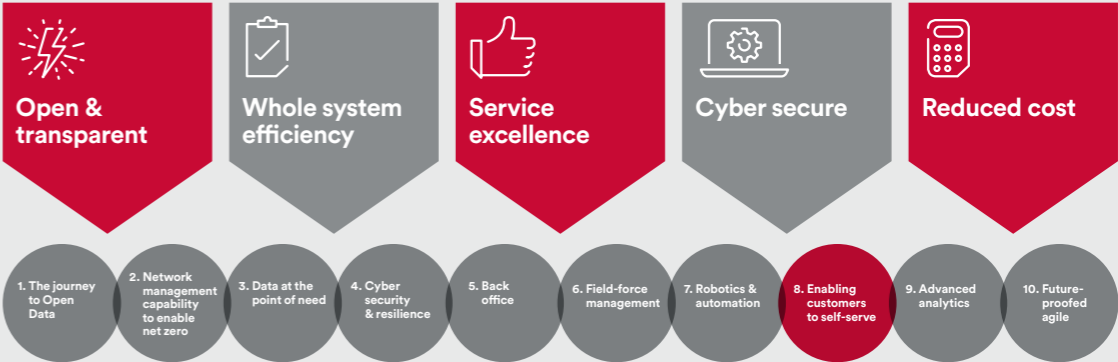 Open &
transparent
Whole system
efficiency
Service
excellence
Cyber secure
Reduced cost
1. The journey
to Open
Data
2. Network
management
capability
to enable
net zero
3. Data at the
point of need
4. Cyber
security
& resilience
5. Back
office
6. Field-force
management
7. Robotics &
automation
8. Enabling
customers
to self-serve
9. Advanced
analytics
10. Future-
proofed
agile